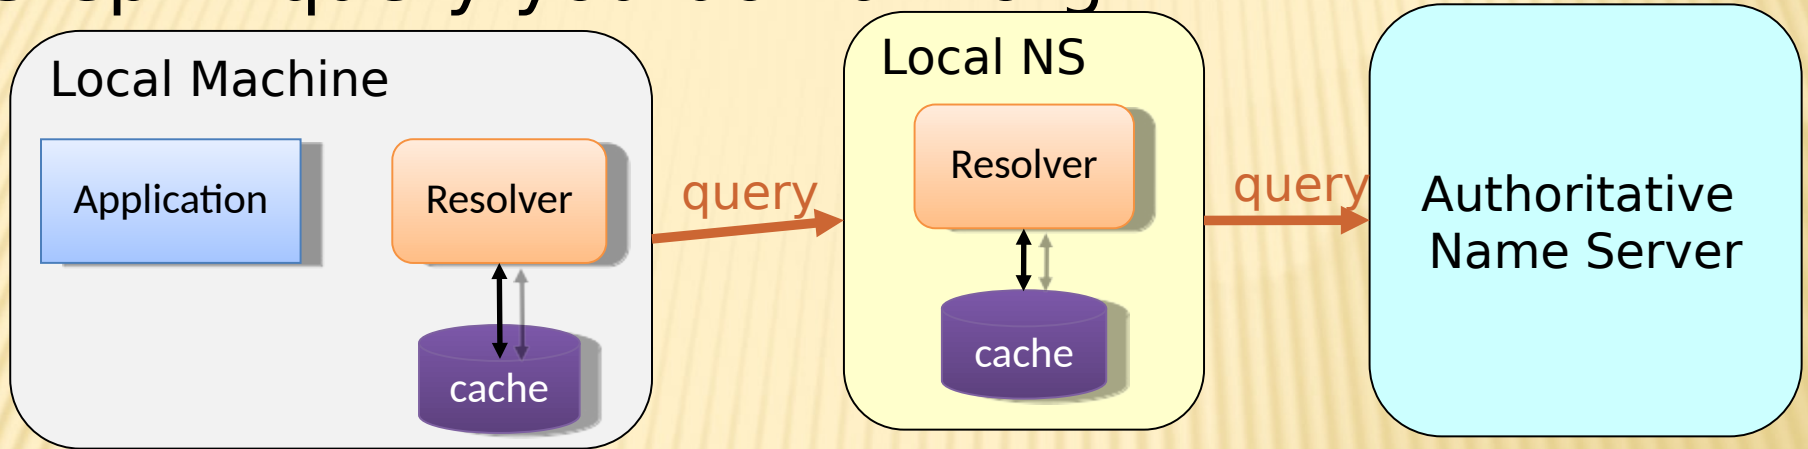 Local Machine
Application
Resolver
cache
query
Local NS
Resolver
cache
query
Authoritative
Name Server